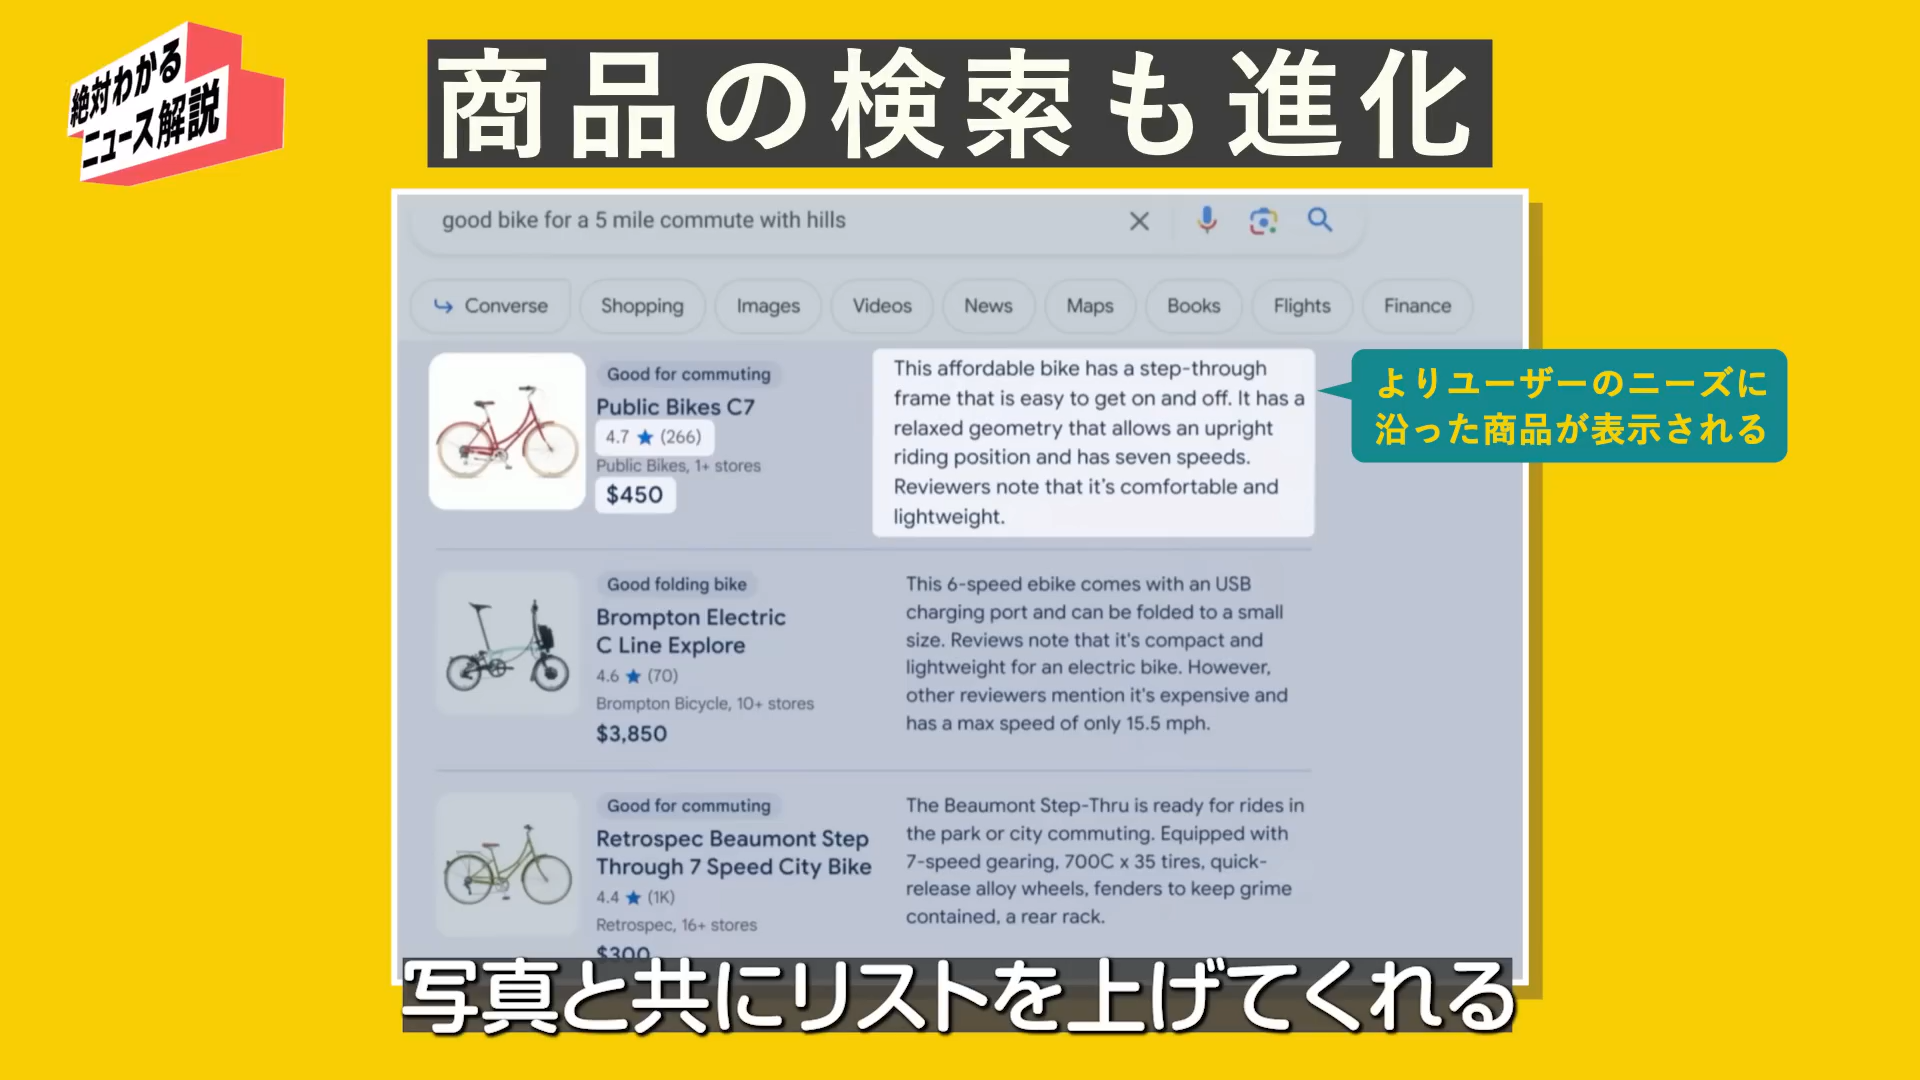 絶対わかる
ニュース解説
商品の検索も進化
good bike for a 5 mile commute with hills
Converse
Shopping
Images
Videos
News
Maps
Books
Flights
Finance
Good for commuting
Public Bikes C7
4.7 ★ (266)
Public Bikes, 1+ stores
$450
This affordable bike has a step-through
frame that is easy to get on and off. It has a
relaxed geometry that allows an upright
riding position and has seven speeds.
Reviewers note that it's comfortable and
lightweight.
よりユーザーのニーズに
沿った商品が表示される
Good folding bike
Brompton Electric
C Line Explore
4.6 ★ (70)
Brompton Bicycle, 10+ stores
$3,850
This 6-speed ebike comes with an USB
charging port and can be folded to a small
size. Reviews note that it's compact and
lightweight for an electric bike. However,
other reviewers mention it's expensive and
has a max speed of only 15.5 mph.
Good for commuting
Retrospec Beaumont Step
Through 7 Speed City Bike
4.4 ★ (1K)
Retrospec, 16+ stores
$300
The Beaumont Step-Thru is ready for rides in
the park or city commuting. Equipped with
7-speed gearing, 700C x 35 tires, quick-
release alloy wheels, fenders to keep grime
contained, a rear rack.
写真と共にリストを上げてくれる